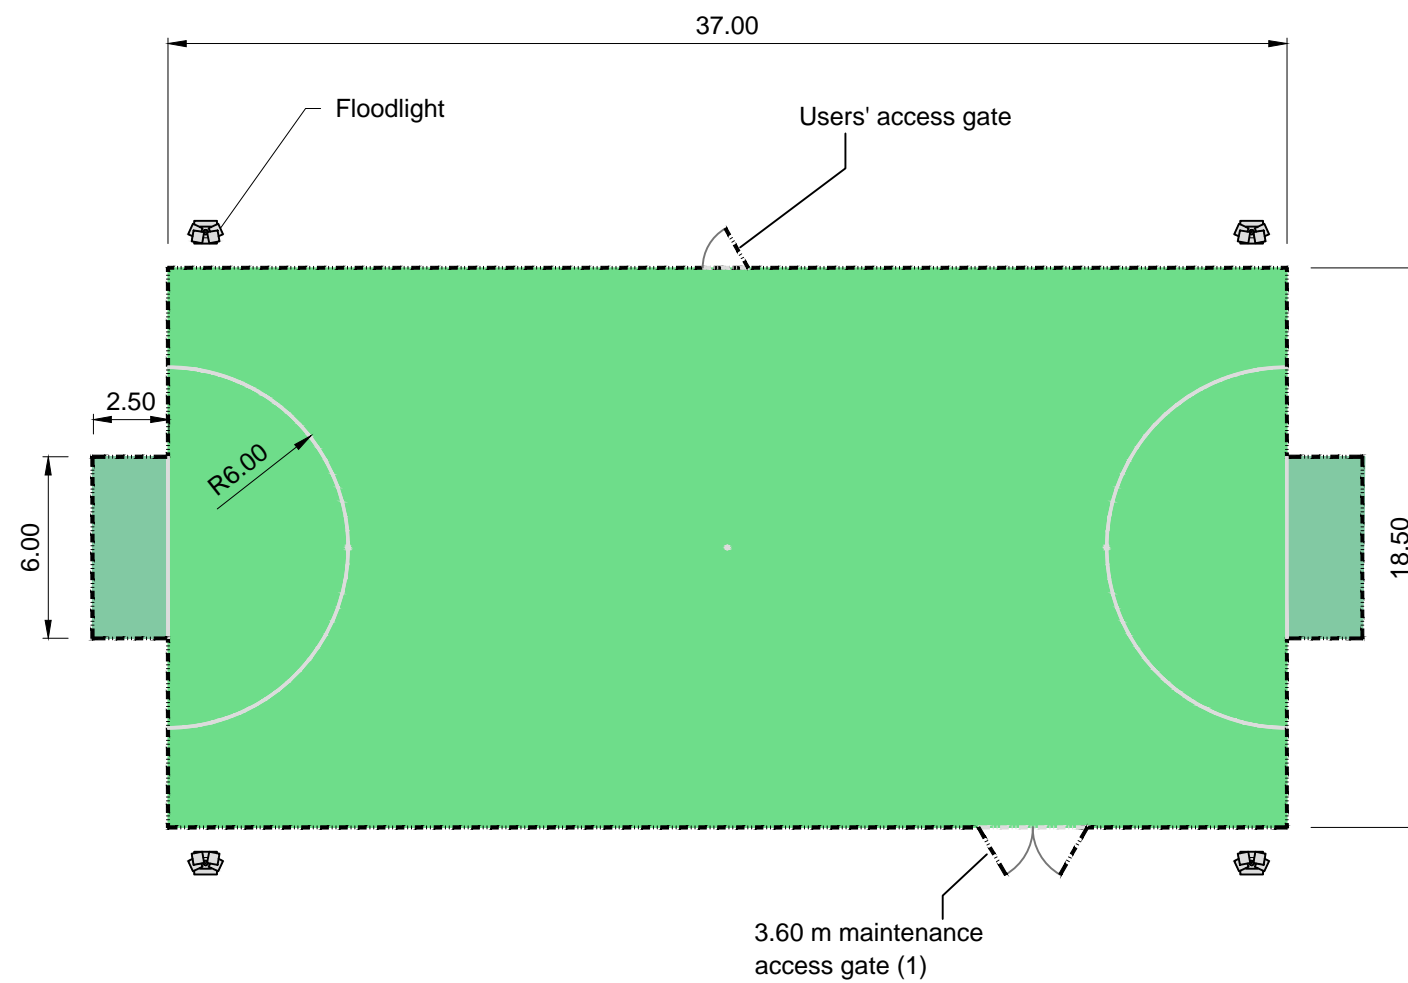 37.00
Floodlight
Users' access gate
2.50
R6.00
6.00
18.50
3.60 m maintenance
access gate (1)